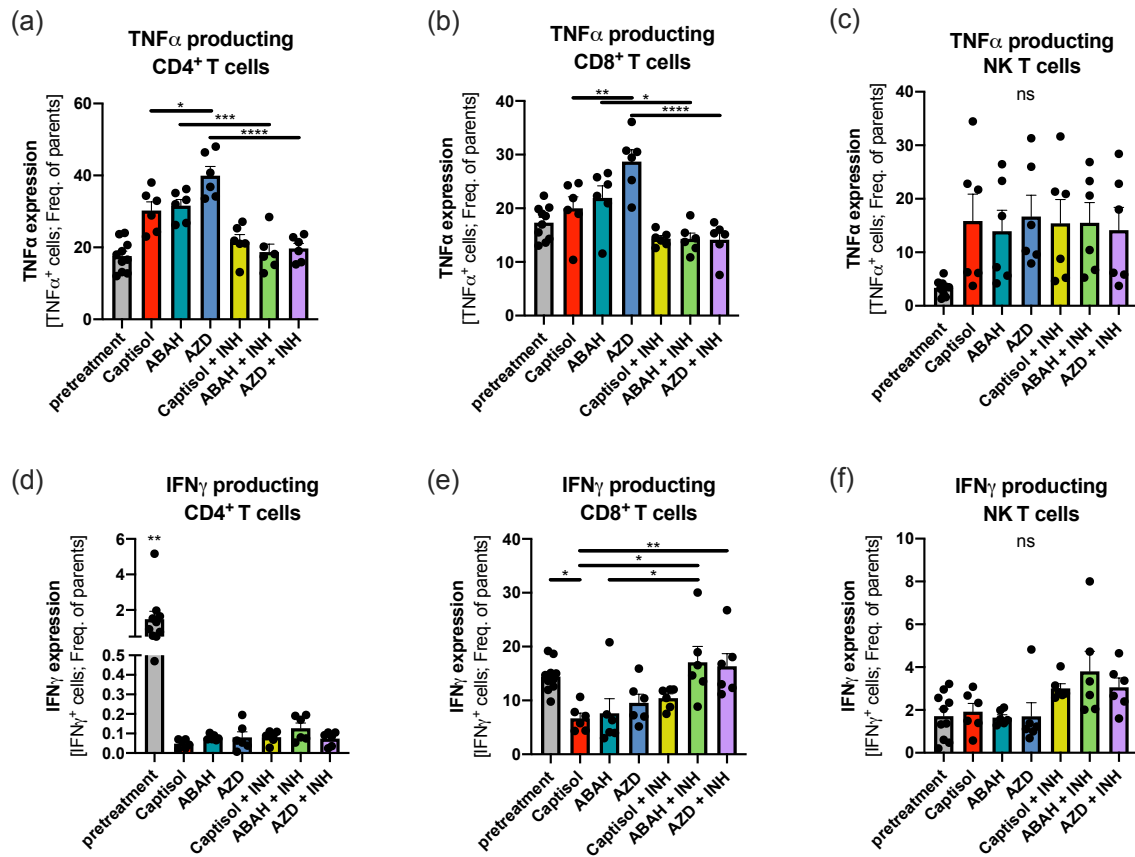 (a)
TNFα producting
CD4⁺ T cells
TNFα expression
[TNFα⁺ cells; Freq. of parents]
60
40
20
0
*
***
****
pretreatment
Captisol
ABAH
AZD
Captisol + INH
ABAH + INH
AZD + INH
(b)
TNFα producting
CD8⁺ T cells
TNFα expression
[TNFα⁺ cells; Freq. of parents]
40
30
20
10
0
**
*
****
pretreatment
Captisol
ABAH
AZD
Captisol + INH
ABAH + INH
AZD + INH
(c)
TNFα producting
NK T cells
ns
TNFα expression
[TNFα⁺ cells; Freq. of parents]
40
30
20
10
0
pretreatment
Captisol
ABAH
AZD
Captisol + INH
ABAH + INH
AZD + INH
(d)
IFNγ producting
CD4⁺ T cells
IFNγ expression
[IFNγ⁺ cells; Freq. of parents]
6
4
2
0.5
0.4
0.3
0.2
0.1
0.0
**
pretreatment
Captisol
ABAH
AZD
Captisol + INH
ABAH + INH
AZD + INH
(e)
IFNγ producting
CD8⁺ T cells
IFNγ expression
[IFNγ⁺ cells; Freq. of parents]
40
30
20
10
0
**
*
*
*
pretreatment
Captisol
ABAH
AZD
Captisol + INH
ABAH + INH
AZD + INH
(f)
IFNγ producting
NK T cells
ns
IFNγ expression
[IFNγ⁺ cells; Freq. of parents]
10
8
6
4
2
0
pretreatment
Captisol
ABAH
AZD
Captisol + INH
ABAH + INH
AZD + INH